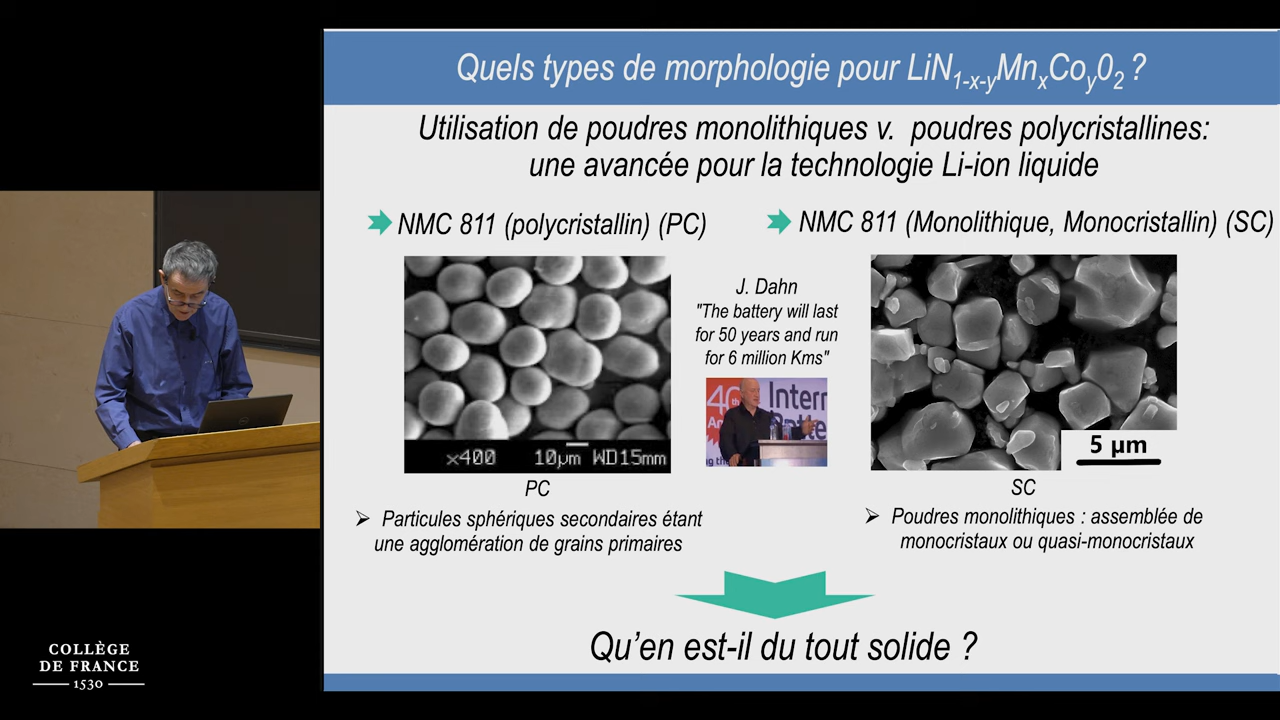 Quels types de morphologie pour LiN1-x-yMnxCoy02 ?
Utilisation de poudres monolithiques v. poudres polycristallines:
une avancée pour la technologie Li-ion liquide
NMC 811 (polycristallin) (PC)
NMC 811 (Monolithique, Monocristallin) (SC)
J. Dahn
"The battery will last
for 50 years and run
for 6 million Kms"
40th
Intern
x400 10µm WD15mm
5 µm
PC
SC
Particules sphériques secondaires étant
une agglomération de grains primaires
Poudres monolithiques : assemblée de
monocristaux ou quasi-monocristaux
Qu'en est-il du tout solide ?
COLLÈGE
DE FRANCE
1530